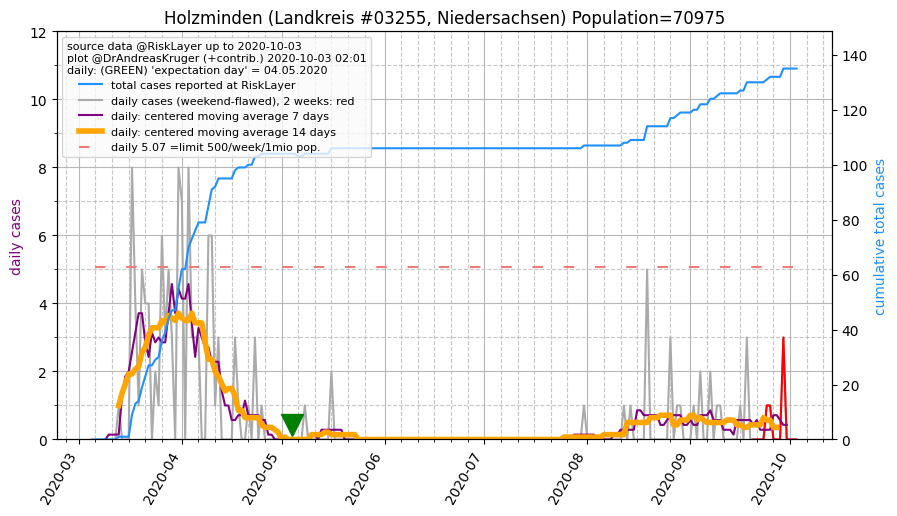 Holzminden (Landkreis #03255, Niedersachsen) Population=70975
source data @RiskLayer up to 2020-10-03
plot @DrAndreasKruger (+contrib.) 2020-10-03 02:01
daily: (GREEN) 'expectation day' = 04.05.2020
total cases reported at RiskLayer
daily cases (weekend-flawed), 2 weeks: red
daily: centered moving average 7 days
daily: centered moving average 14 days
daily 5.07 =limit 500/week/1mio pop.
daily cases
12
10
8
6
4
2
0
140
120
100
80
60
40
20
0
cumulative total cases
2020-03
2020-04
2020-05
2020-06
2020-07
2020-08
2020-09
2020-10